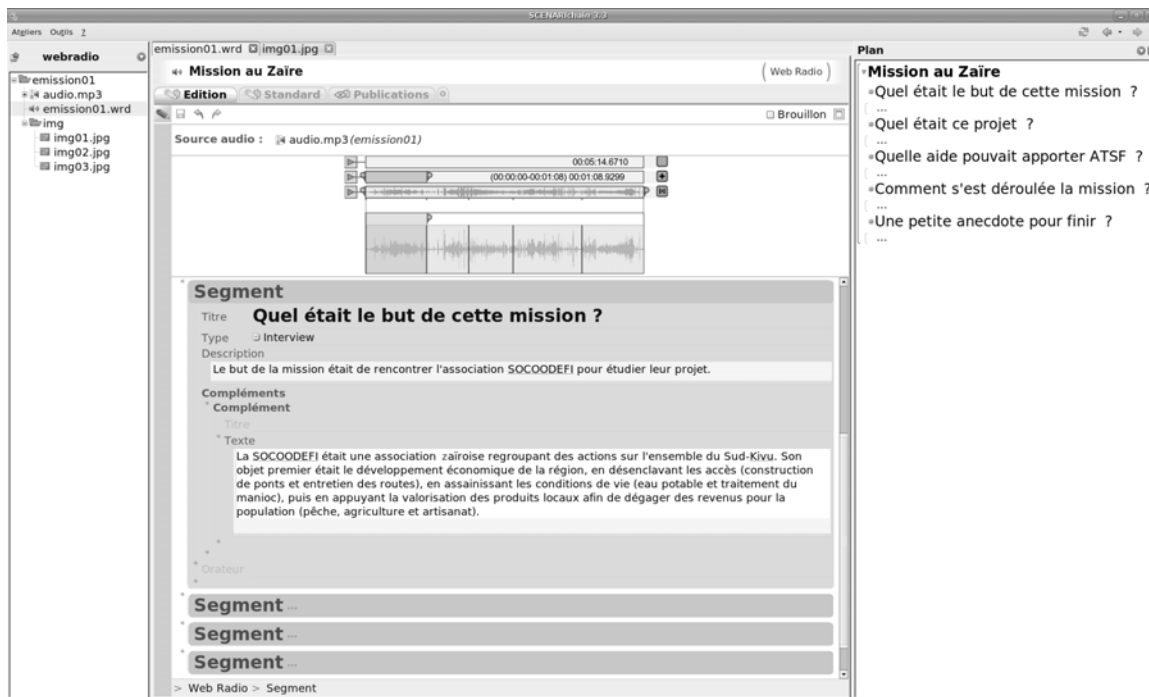 SCENARIchain 3.3
Ateliers Outils ?
webradio
emission01
audio.mp3
emission01.wrd
img
img01.jpg
img02.jpg
img03.jpg
emission01.wrd img01.jpg
Mission au Zaïre
Web Radio
Edition Standard Publications
Brouillon
Source audio : audio.mp3 (emission01)
00:05:14.6710
(00:00:00-00:01:08) 00:01:08.9299
Segment
Titre Quel était le but de cette mission ?
Type Interview
Description
Le but de la mission était de rencontrer l'association SOCOODEFI pour étudier leur projet.
Compléments
Complément
Titre
Texte
La SOCOODEFI était une association zaïroise regroupant des actions sur l'ensemble du Sud-Kivu. Son
objet premier était le développement économique de la région, en désenclavant les accès (construction
de ponts et entretien des routes), en assainissant les conditions de vie (eau potable et traitement du
manioc), puis en appuyant la valorisation des produits locaux afin de dégager des revenus pour la
population (pêche, agriculture et artisanat).
Orateur
Segment ...
Segment ...
Segment ...
> Web Radio > Segment
Plan
Mission au Zaïre
Quel était le but de cette mission ?
...
Quel était ce projet ?
...
Quelle aide pouvait apporter ATSF ?
...
Comment s'est déroulée la mission ?
...
Une petite anecdote pour finir ?
...